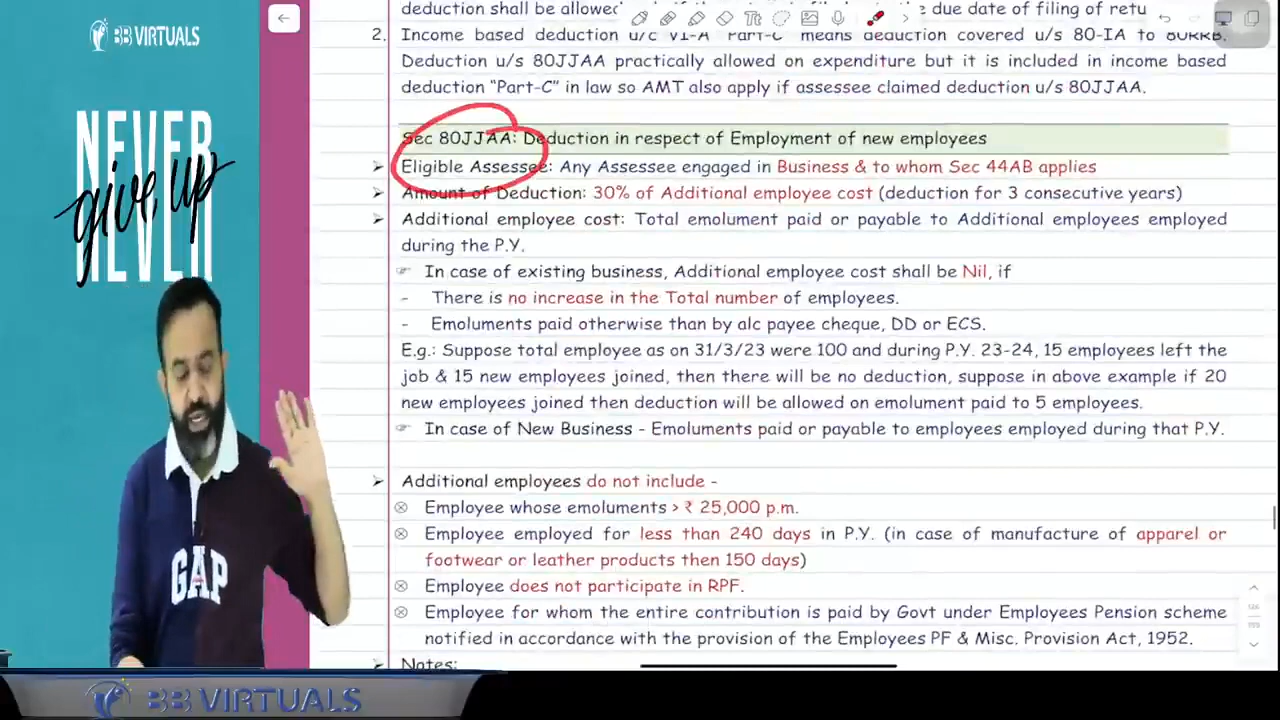 BB VIRTUALS
NEVER
give up
NEVER
GAP
BB VIRTUALS
deduction shall be allowed
the due date of filing of retu
2. Income based deduction u/c VI-A "Part-C" means deduction covered u/s 80-IA to 80RRB.
Deduction u/s 80JJAA practically allowed on expenditure but it is included in income based
deduction "Part-C" in law so AMT also apply if assessee claimed deduction u/s 80JJAA.
Sec 80JJAA: Deduction in respect of Employment of new employees
➤ Eligible Assessee: Any Assessee engaged in Business & to whom Sec 44AB applies
➤ Amount of Deduction: 30% of Additional employee cost (deduction for 3 consecutive years)
➤ Additional employee cost: Total emolument paid or payable to Additional employees employed
during the P.Y.
☞ In case of existing business, Additional employee cost shall be Nil, if
- There is no increase in the Total number of employees.
- Emoluments paid otherwise than by a/c payee cheque, DD or ECS.
E.g.: Suppose total employee as on 31/3/23 were 100 and during P.Y. 23-24, 15 employees left the
job & 15 new employees joined, then there will be no deduction, suppose in above example if 20
new employees joined then deduction will be allowed on emolument paid to 5 employees.
☞ In case of New Business - Emoluments paid or payable to employees employed during that P.Y.
➤ Additional employees do not include -
⊗ Employee whose emoluments > ₹ 25,000 p.m.
⊗ Employee employed for less than 240 days in P.Y. (in case of manufacture of apparel or
footwear or leather products then 150 days)
⊗ Employee does not participate in RPF.
⊗ Employee for whom the entire contribution is paid by Govt under Employees Pension scheme
notified in accordance with the provision of the Employees PF & Misc. Provision Act, 1952.
➤ Notes: